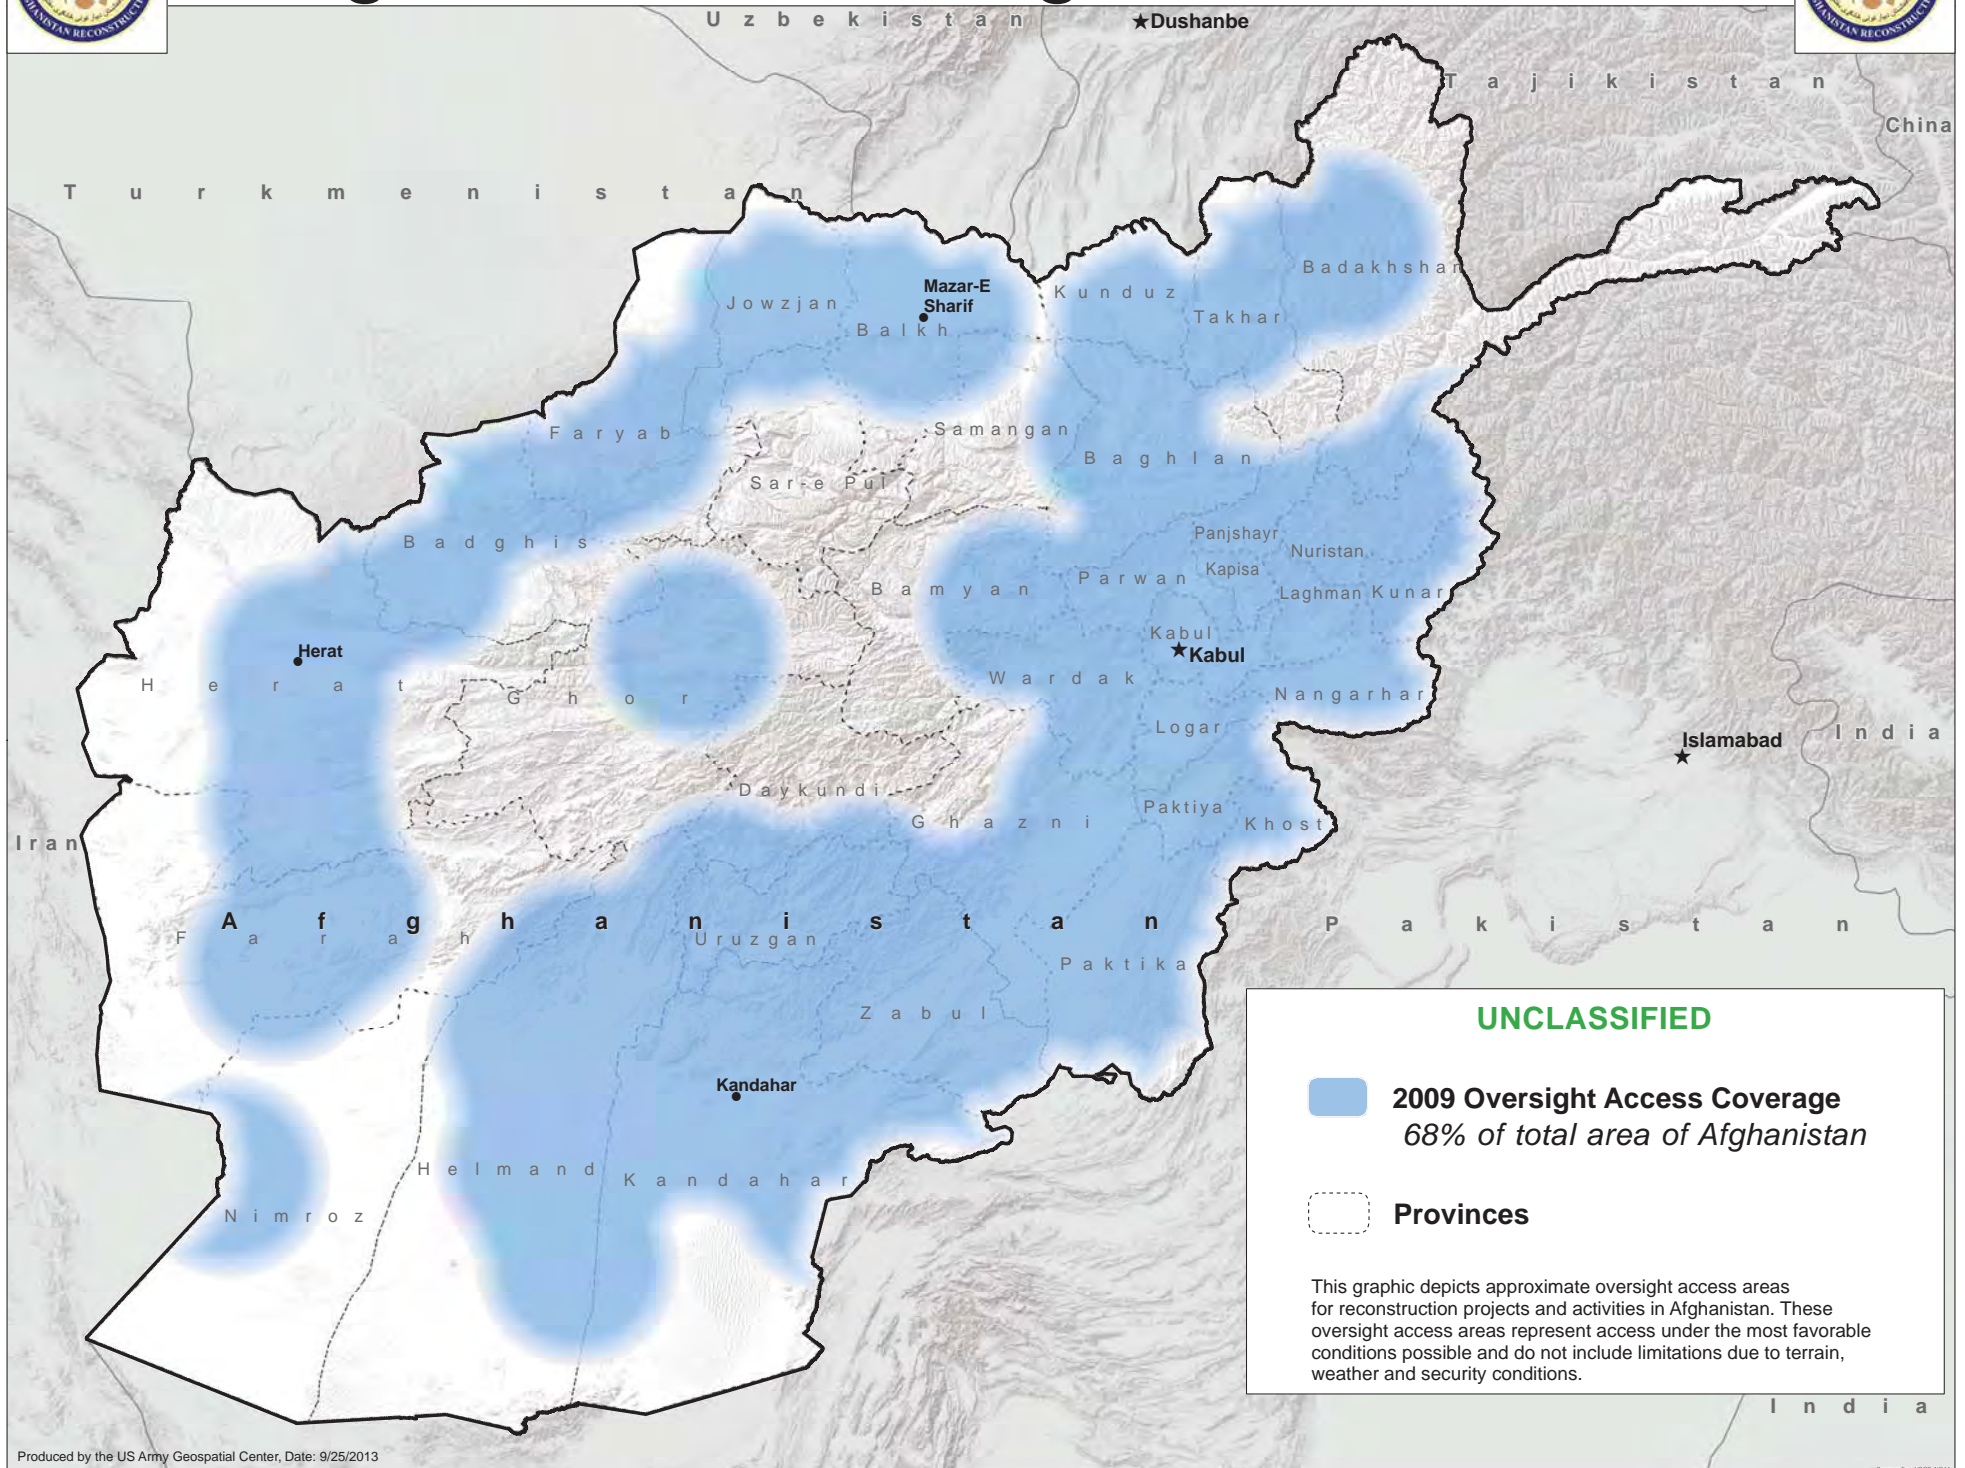 AFGHANISTAN RECONSTRUCTION
AFGHANISTAN RECONSTRUCTION
Uzbekistan
Dushanbe
Tajikistan
China
Turkmenistan
Badakhshan
Mazar-E
Sharif
Kunduz
Jowzjan
Takhar
Balkh
Faryab
Samangan
Baghlan
Sar-e Pul
Panjshayr
Badghis
Nuristan
Kapisa
Parwan
Bamyan
Laghman
Kunar
Kabul
Herat
Kabul
Wardak
Herat
Nangarhar
Ghor
Logar
India
Islamabad
Daykundi
Paktiya
Ghazni
Khost
Iran
Afghanistan
Pakistan
Farah
Uruzgan
Paktika
Zabul
Kandahar
Helmand
Kandahar
Nimroz
UNCLASSIFIED
2009 Oversight Access Coverage
68% of total area of Afghanistan
Provinces
This graphic depicts approximate oversight access areas
for reconstruction projects and activities in Afghanistan. These
oversight access areas represent access under the most favorable
conditions possible and do not include limitations due to terrain,
weather and security conditions.
India
Produced by the US Army Geospatial Center, Date: 9/25/2013